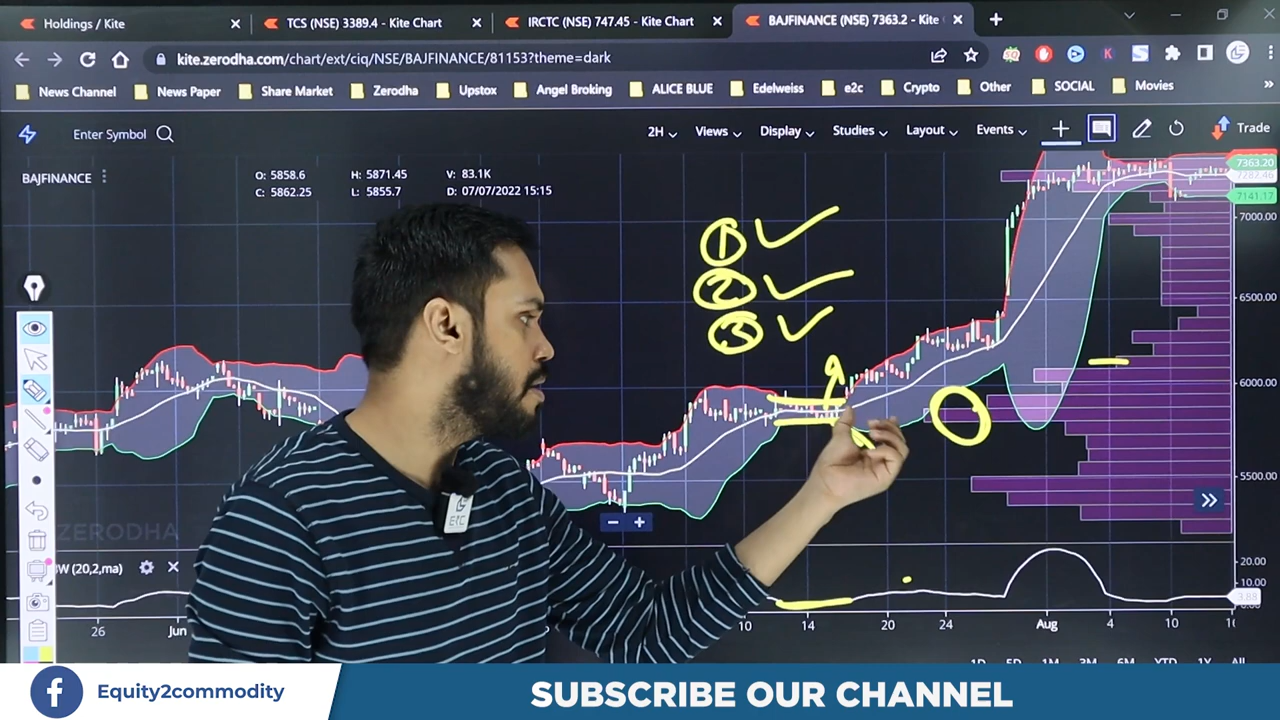 Holdings / Kite
TCS (NSE) 3389.4 - Kite Chart
IRCTC (NSE) 747.45 - Kite Chart
BAJFINANCE (NSE) 7363.2 - Kite
kite.zerodha.com/chart/ext/ciq/NSE/BAJFINANCE/81153?theme=dark
News Channel News Paper Share Market Zerodha Upstox Angel Broking ALICE BLUE Edelweiss e2c Crypto Other SOCIAL Movies
Enter Symbol 2H Views Display Studies Layout Events Trade
BAJFINANCE
O: 5858.6 H: 5871.45 V: 83.1K
C: 5862.25 L: 5855.7 D: 07/07/2022 15:15
7363.20
7282.46
7141.17
7000.00
6500.00
6000.00
5500.00
1
2
3
ZERODHA
W (20,2,ma)
20.00
10.00
3.88
26 Jun 10 14 20 24 Aug 4 10
1D 5D 1M 3M 6M YTD 1Y All
ETC
Equity2commodity
SUBSCRIBE OUR CHANNEL